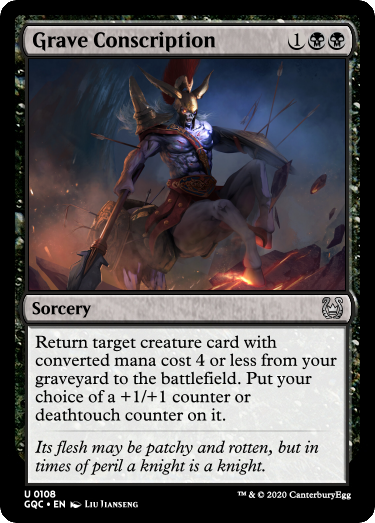 Grave Conscription 1
Sorcery
Return target creature card with
converted mana cost 4 or less from your
graveyard to the battlefield. Put your
choice of a +1/+1 counter or
deathtouch counter on it.
Its flesh may be patchy and rotten, but in
times of peril a knight is a knight.
U 0108
GQC • EN Liu Jianseng
™ & © 2020 CanterburyEgg